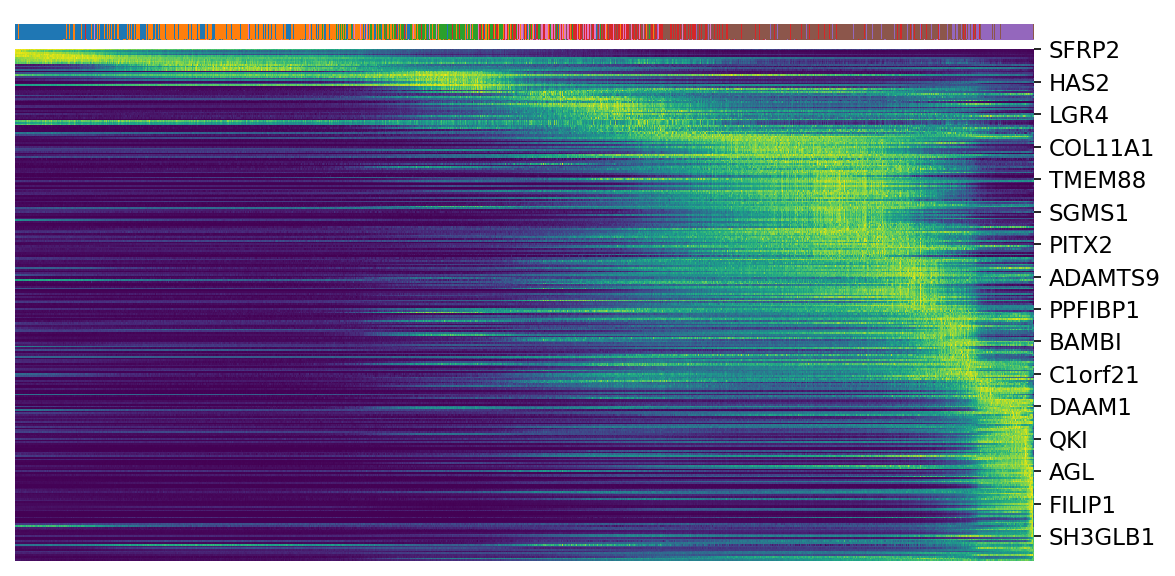 SFRP2
HAS2
LGR4
COL11A1
TMEM88
SGMS1
PITX2
ADAMTS9
PPFIBP1
BAMBI
C1orf21
DAAM1
QKI
AGL
FILIP1
SH3GLB1